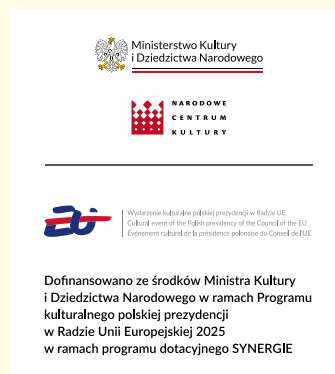 Ministerstwo Kultury
i Dziedzictwa Narodowego
NARODOWE
CENTRUM
KULTURY
Wydarzenie kulturalne polskiej prezydencji w Radzie UE
Cultural event of the Polish presidency of the Council of the EU
Événement culturel de la présidence polonaise du Conseil de l'UE
Dofinansowano ze środków Ministra Kultury
i Dziedzictwa Narodowego w ramach Programu
kulturalnego polskiej prezydencji
w Radzie Unii Europejskiej 2025
w ramach programu dotacyjnego SYNERGIE